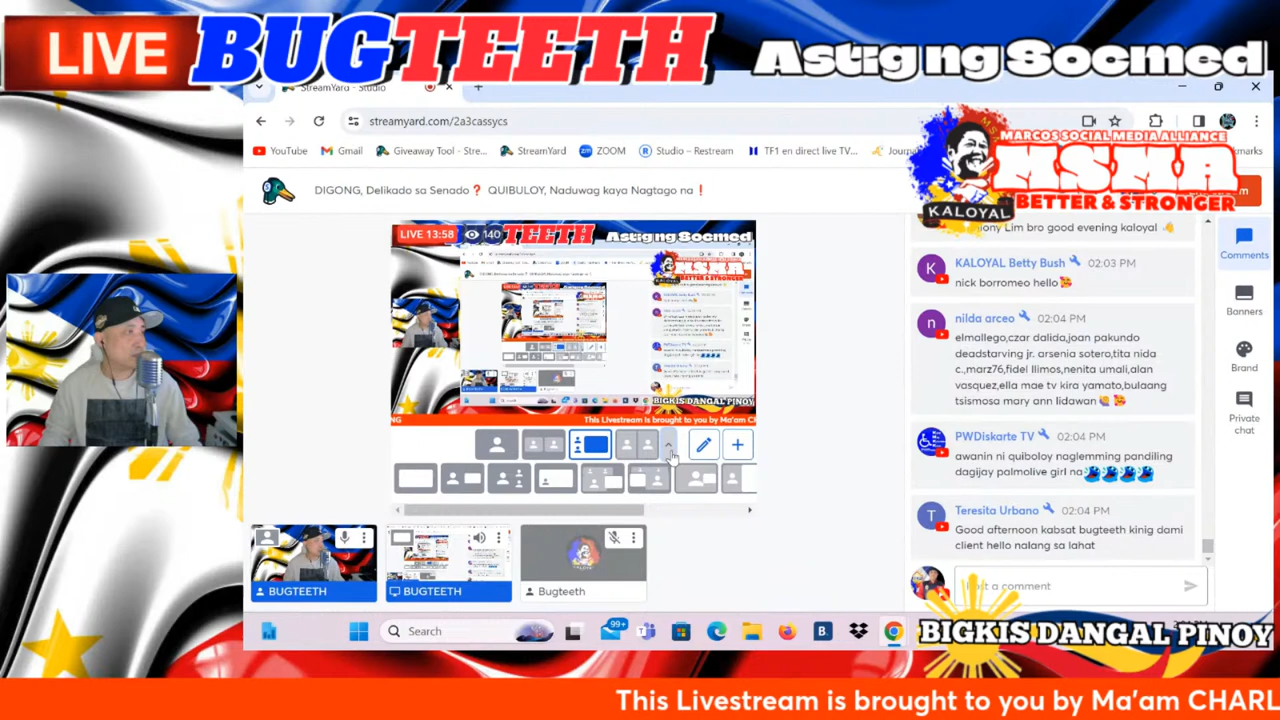 LIVE BUGTEETH Astig ng Socmed
StreamYard - Studio
streamyard.com/2a3cassycs
YouTube Gmail Giveaway Tool - Stre... StreamYard ZOOM Studio – Restream TF1 en direct live TV...
MARCOS SOCIAL MEDIA ALLIANCE
MSMA
BETTER & STRONGER
KALOYAL
DIGONG, Delikado sa Senado❓ QUIBULOY, Naduwag kaya Nagtago na❗
LIVE 13:58 140
TEETH Astig ng Socmed
BIGKIS DANGAL PINOY
This Livestream is brought to you by Ma'am
Lim bro good evening kaloyal 👋
KALOYAL Betty Bush 02:03 PM
nick borromeo hello🥰
nilda arceo 02:04 PM
elmallego,czar dalida,joan pakundo
deadstarving jr. arsenia sotero,tita nida
c.,marz76,fidel llimos,nenita umali,alan
vasquez,ella mae tv kira yamato,bulaang
tsismosa mary ann lidawan
PWDiskarte TV 02:04 PM
awanin ni bugteeth naglemming pandiling
dagijay palmolive girl na
Teresita Urbano 02:04 PM
Good afternoon kabsat bugteeth kinig dami
client hello nalang sa lahat
a comment
Comments
Banners
Brand
Private
chat
BUGTEETH BUGTEETH Bugteeth
Search
99+
BIGKIS DANGAL PINOY
This Livestream is brought to you by Ma'am CHARL